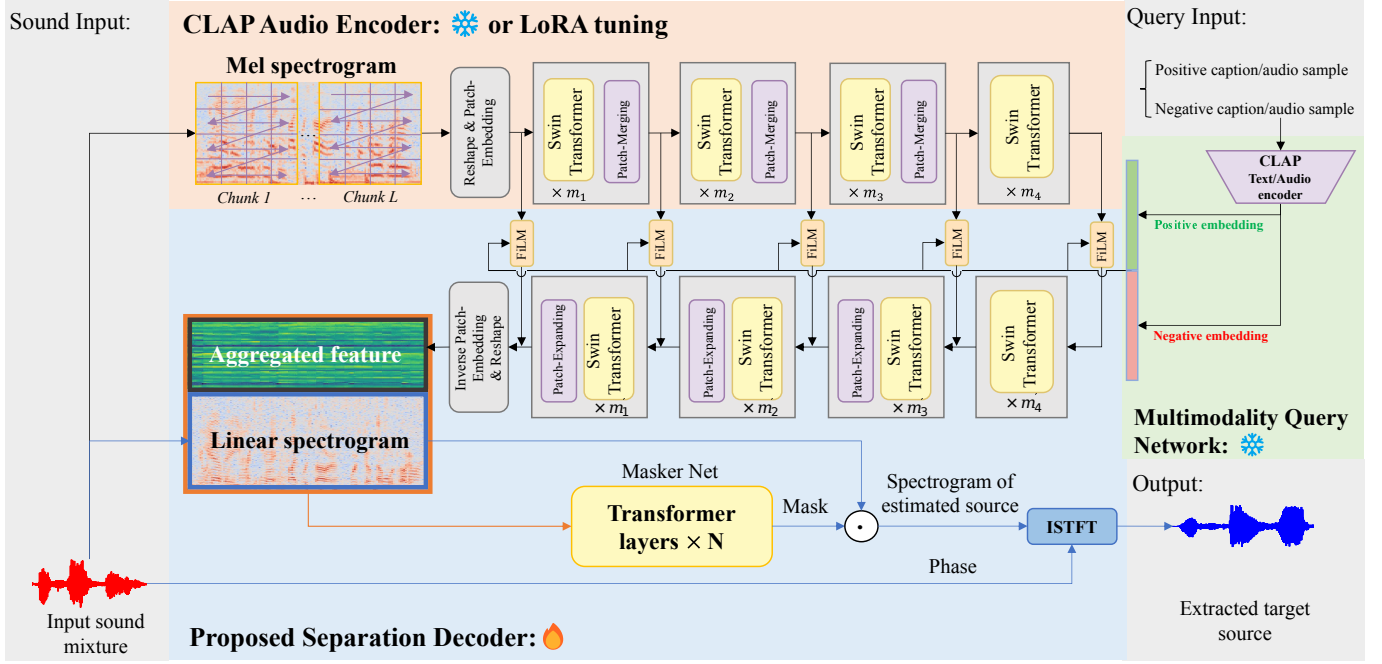 Sound Input:
CLAP Audio Encoder: or LoRA tuning
Query Input:
Mel spectrogram
Chunk 1 ... Chunk L
Reshape & Patch-
Embedding
Swin
Transformer
Patch-Merging
× m1
Swin
Transformer
Patch-Merging
× m2
Swin
Transformer
Patch-Merging
× m3
Swin
Transformer
× m4
Positive caption/audio sample
Negative caption/audio sample
CLAP
Text/Audio
encoder
Positive embedding
Negative embedding
FiLM
FiLM
FiLM
FiLM
FiLM
Aggregated feature
Linear spectrogram
Inverse Patch-
Embedding
& Reshape
Patch-Expanding
Swin
Transformer
× m1
Patch-Expanding
Swin
Transformer
× m2
Patch-Expanding
Swin
Transformer
× m3
Swin
Transformer
× m4
Multimodality Query
Network:
Masker Net
Transformer
layers × N
Mask
Spectrogram of
estimated source
ISTFT
Phase
Output:
Input sound
mixture
Extracted target
source
Proposed Separation Decoder: